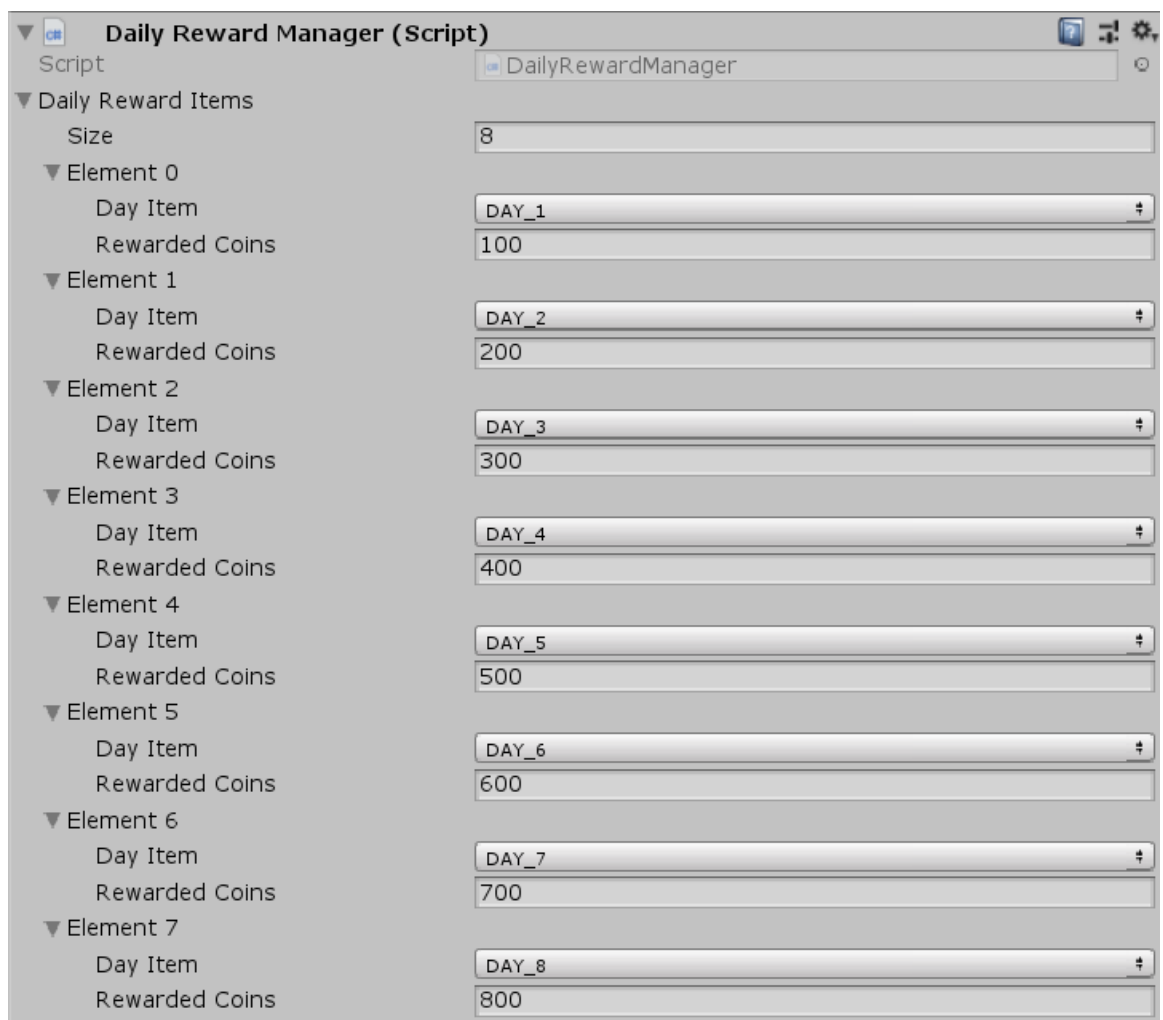 Daily Reward Manager (Script)
Script DailyRewardManager
Daily Reward Items
Size 8
Element 0
Day Item DAY_1
Rewarded Coins 100
Element 1
Day Item DAY_2
Rewarded Coins 200
Element 2
Day Item DAY_3
Rewarded Coins 300
Element 3
Day Item DAY_4
Rewarded Coins 400
Element 4
Day Item DAY_5
Rewarded Coins 500
Element 5
Day Item DAY_6
Rewarded Coins 600
Element 6
Day Item DAY_7
Rewarded Coins 700
Element 7
Day Item DAY_8
Rewarded Coins 800